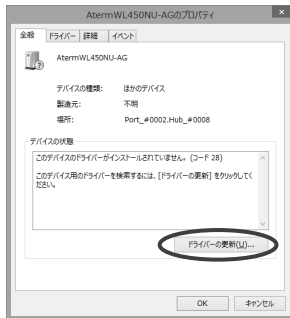 AtermWL450NU-AGのプロパティ
全般 ドライバー 詳細 イベント
AtermWL450NU-AG
デバイスの種類: ほかのデバイス
製造元: 不明
場所: Port_#0002.Hub_#0008
デバイスの状態
このデバイスのドライバーがインストールされていません。 (コード 28)
このデバイス用のドライバーを検索するには、[ドライバーの更新] をクリックしてく
ださい。
ドライバーの更新(U)...
OK キャンセル